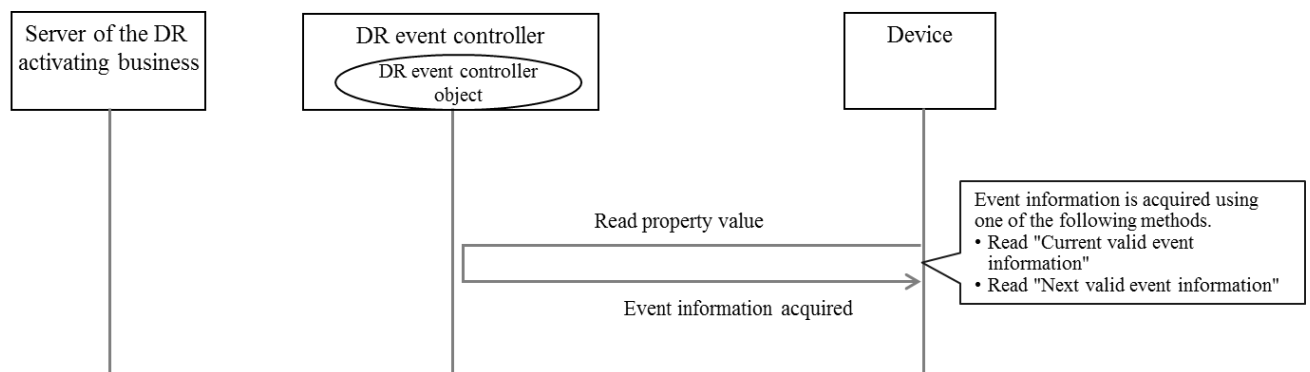 Server of the DR
activating business
DR event controller
DR event controller
object
Device
Read property value
Event information acquired
Event information is acquired using
one of the following methods.
• Read "Current valid event
information"
• Read "Next valid event information"